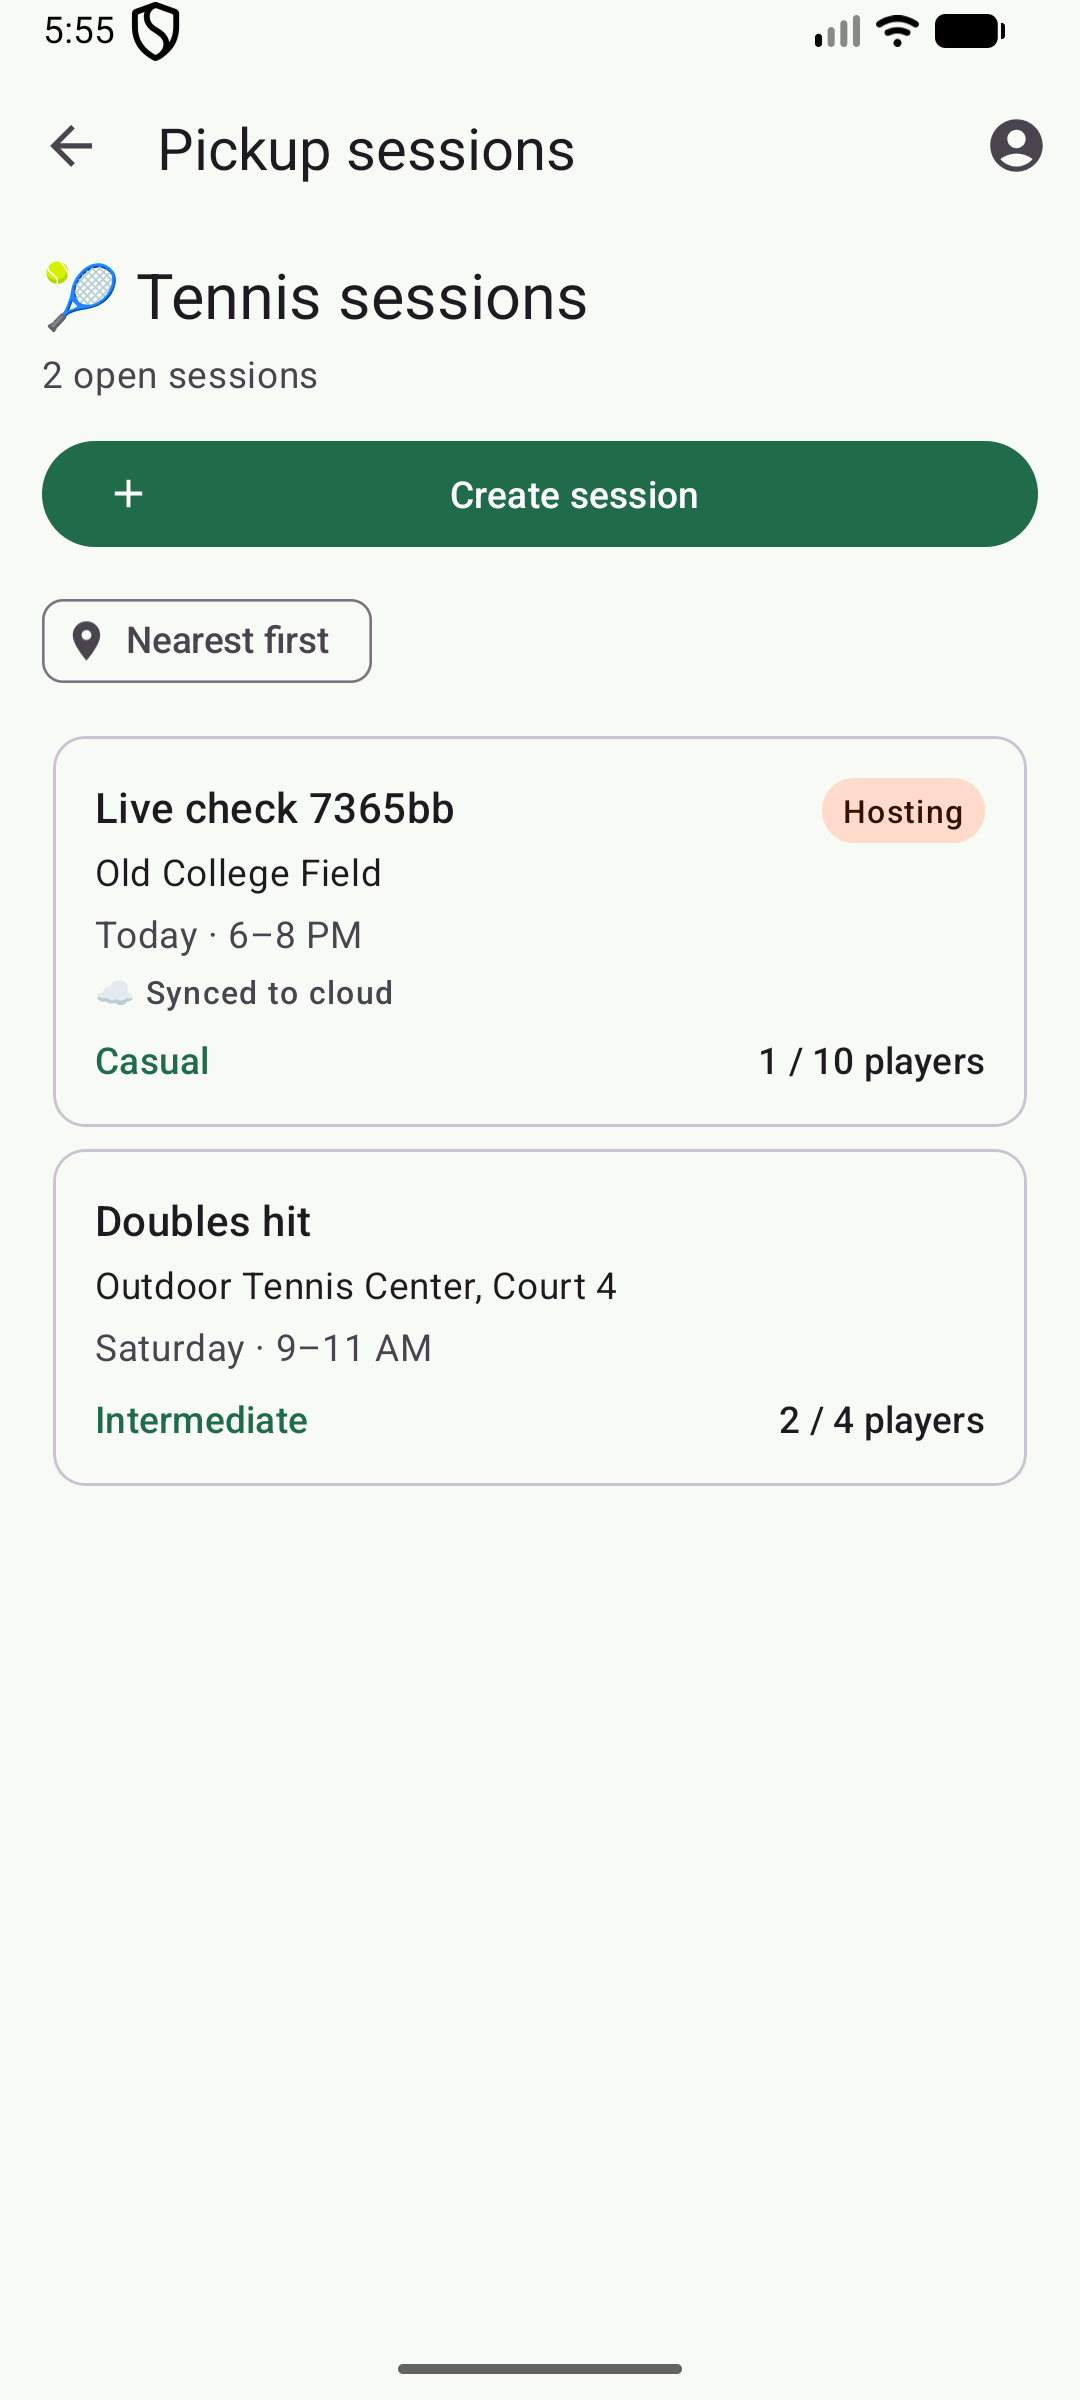 5:55
Pickup sessions
🎾 Tennis sessions
2 open sessions
+ Create session
Nearest first
Live check 7365bb
Hosting
Old College Field
Today · 6–8 PM
☁️ Synced to cloud
Casual
1 / 10 players
Doubles hit
Outdoor Tennis Center, Court 4
Saturday · 9–11 AM
Intermediate
2 / 4 players